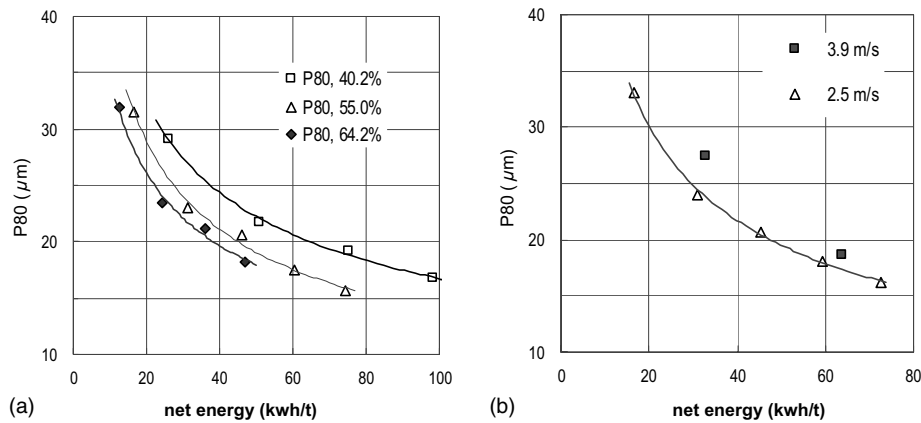 40
30
20
10
P80 ( µm)
P80, 40.2%
P80, 55.0%
P80, 64.2%
0
20
40
60
80
100
(a)
net energy (kwh/t)
40
30
20
10
P80 ( µm)
3.9 m/s
2.5 m/s
0
20
40
60
80
(b)
net energy (kwh/t)